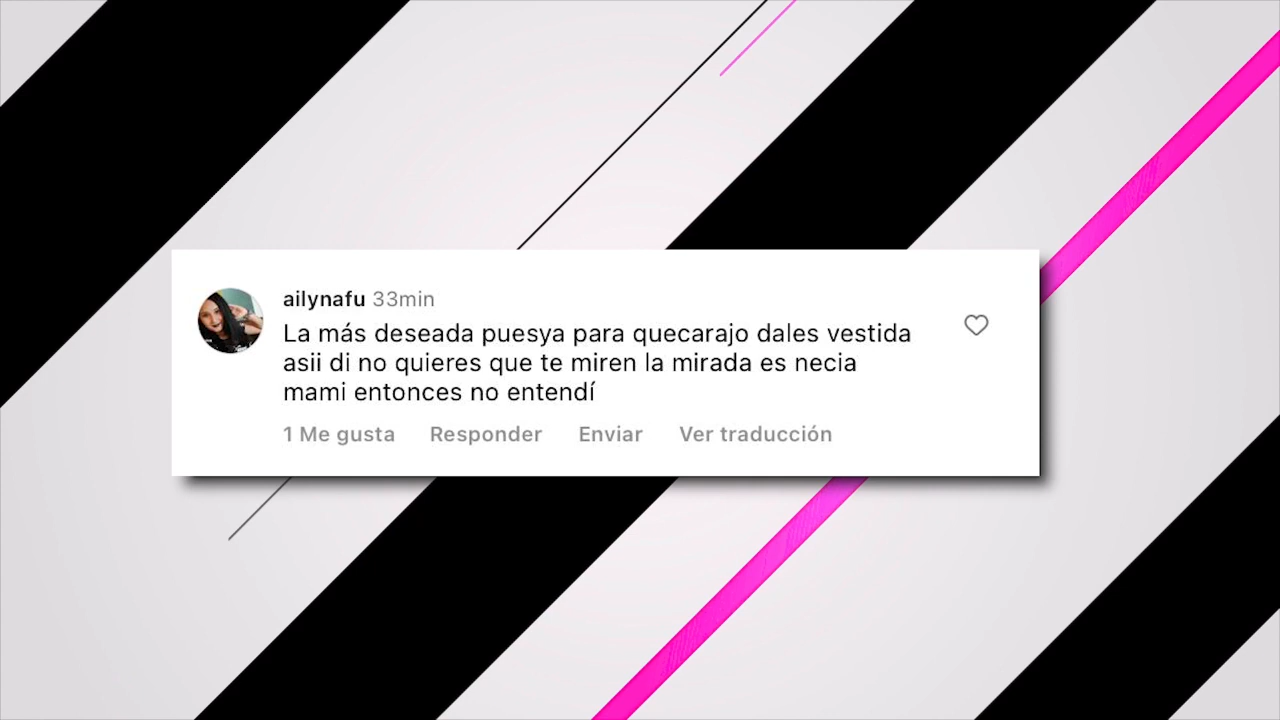 ailynafu 33min
La más deseada puesya para quecarajo dales vestida
asii di no quieres que te miren la mirada es necia
mami entonces no entendí
1 Me gusta Responder Enviar Ver traducción